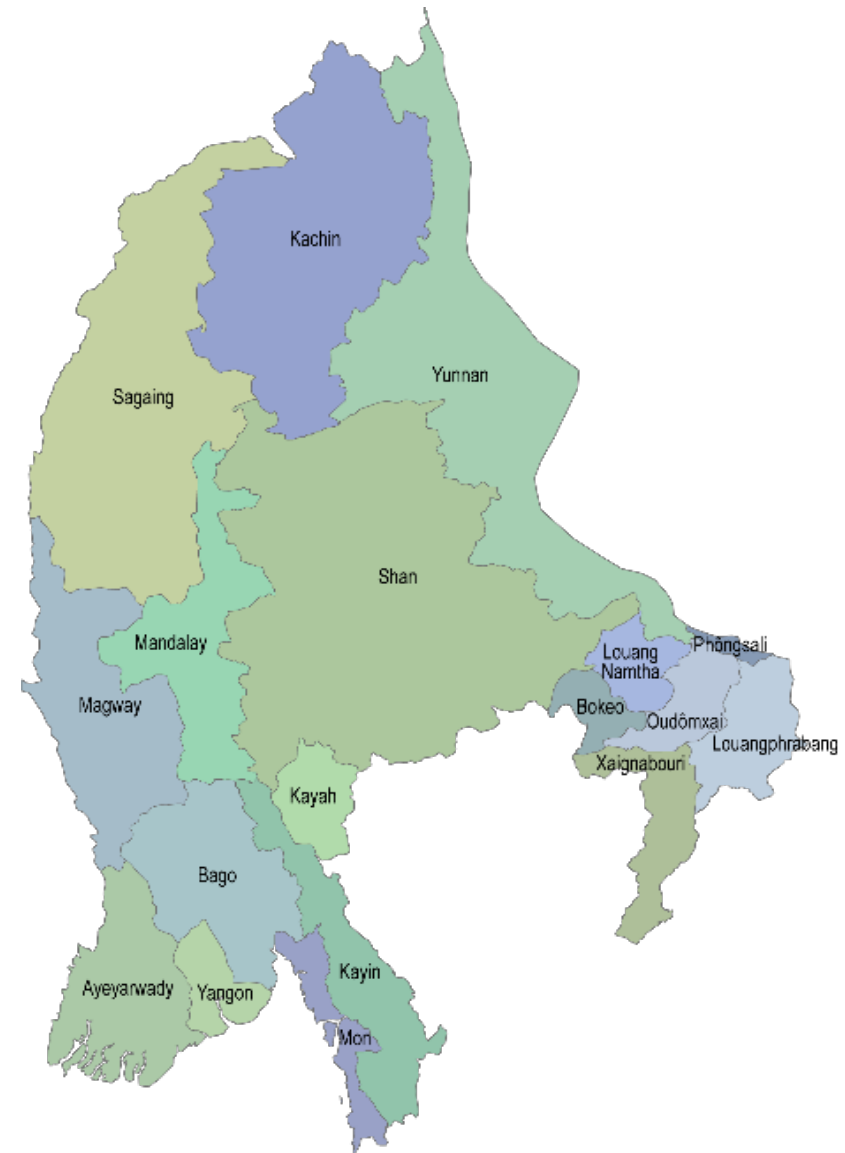 Kachin
Yunnan
Sagaing
Shan
Mandalay
Phôngsali
Louang
Namtha
Magway
Bokeo
Oudômxai
Louangphrabang
Xaignabouri
Kayah
Bago
Kayin
Ayeyarwady
Yangon
Mon